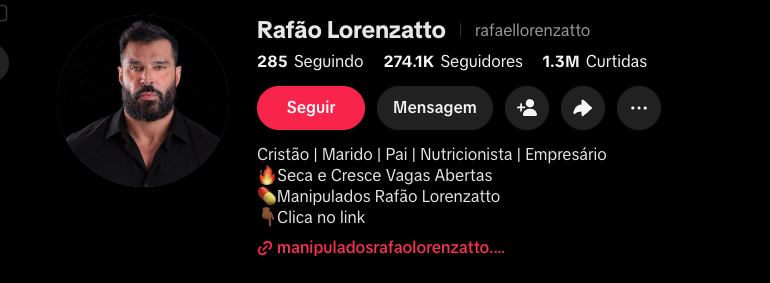 Rafão Lorenzatto | rafaellorenzatto
285 Seguindo 274.1K Seguidores 1.3M Curtidas
Seguir Mensagem
Cristão | Marido | Pai | Nutricionista | Empresário
🔥Seca e Cresce Vagas Abertas
💊Manipulados Rafão Lorenzatto
👇🏾Clica no link
manipuladosrafaolorenzatto....